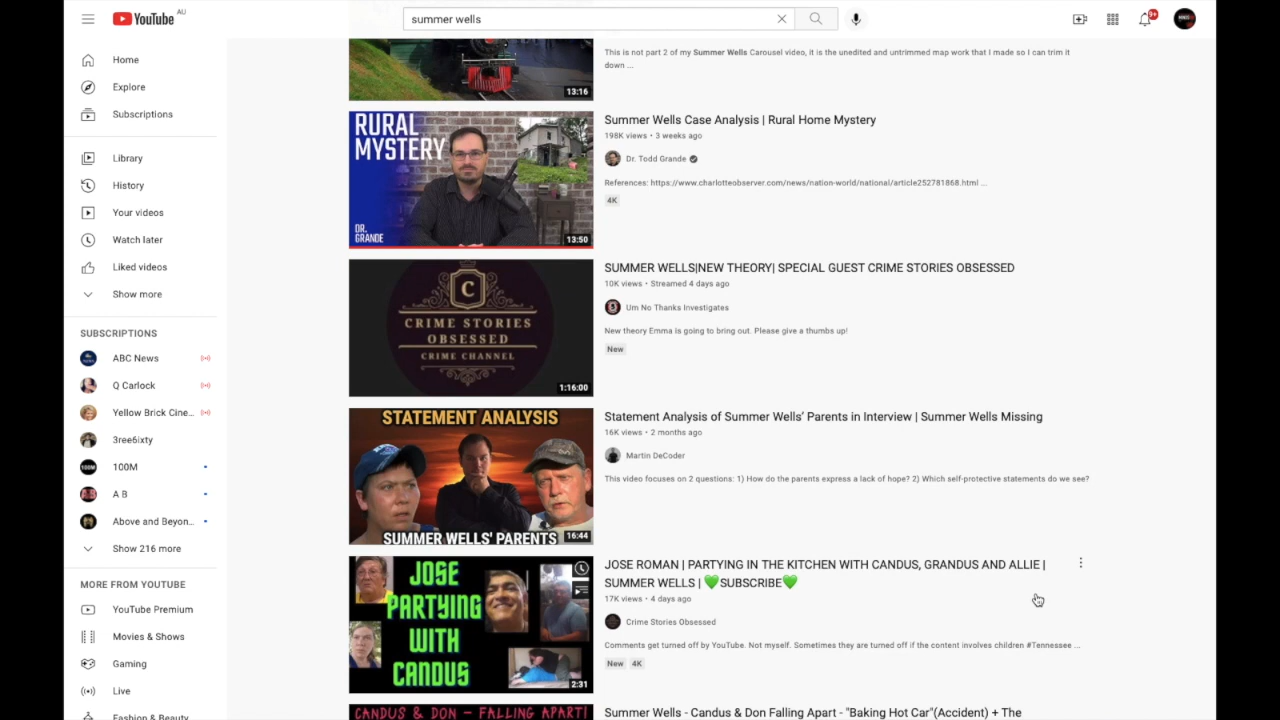 YouTube AU
summer wells
9+
Home
Explore
Subscriptions
Library
History
Your videos
Watch later
Liked videos
Show more
SUBSCRIPTIONS
ABC News
Q Carlock
Yellow Brick Cine...
3ree6ixty
100M
A B
Above and Beyon...
Show 216 more
MORE FROM YOUTUBE
YouTube Premium
Movies & Shows
Gaming
Live
Fashion & Beauty
13:16
This is not part 2 of my Summer Wells Carousel video, it is the unedited and untrimmed map work that I made so I can trim it
down ...
RURAL
MYSTERY
DR.
GRANDE
13:50
Summer Wells Case Analysis | Rural Home Mystery
198K views • 3 weeks ago
Dr. Todd Grande
References: https://www.charlotteobserver.com/news/nation-world/national/article252781868.html ...
4K
C
CRIME STORIES
OBSESSED
CRIME CHANNEL
1:16:00
SUMMER WELLS|NEW THEORY| SPECIAL GUEST CRIME STORIES OBSESSED
10K views • Streamed 4 days ago
Um No Thanks Investigates
New theory Emma is going to bring out. Please give a thumbs up!
New
STATEMENT ANALYSIS
SUMMER WELLS' PARENTS
16:44
Statement Analysis of Summer Wells' Parents in Interview | Summer Wells Missing
16K views • 2 months ago
Martin DeCoder
This video focuses on 2 questions: 1) How do the parents express a lack of hope? 2) Which self-protective statements do we see?
JOSE
PARTYING
WITH
CANDUS
2:31
JOSE ROMAN | PARTYING IN THE KITCHEN WITH CANDUS, GRANDUS AND ALLIE |
SUMMER WELLS | 💚SUBSCRIBE💚
17K views • 4 days ago
Crime Stories Obsessed
Comments get turned off by YouTube. Not myself. Sometimes they are turned off if the content involves children #Tennessee ...
New 4K
CANDUS & DON - FALLING APART!
Summer Wells - Candus & Don Falling Apart - "Baking Hot Car"(Accident) + The